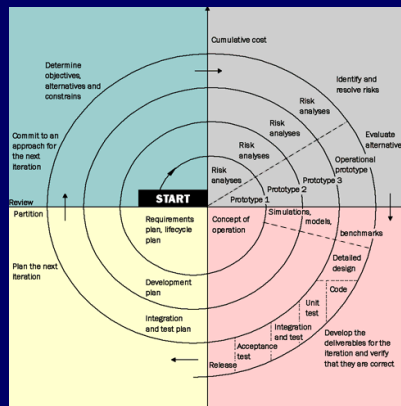 Cumulative cost
Determine
objectives,
alternatives and
constrains
Identify and
resolve risks
Risk
analyses
Risk
analyses
Risk
analyses
Risk
analyses
Commit to an
approach for the
next
iteration
Evaluate
alternative
Operational
prototype
Prototype 3
Prototype 2
Prototype 1
START
Review
Partition
Requirements
plan, lifecycle
plan
Concept of
operation
Simulations,
models,
benchmarks
Plan the next
iteration
Development
plan
Integration
and test plan
Detailed
design
Code
Unit
test
Integration
and test
Acceptance
test
Release
Develop the
deliverables for the
iteration and verify
that they are correct